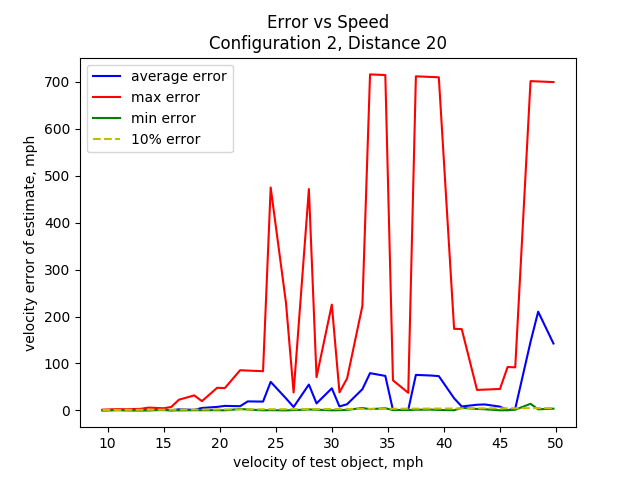 Error vs Speed
Configuration 2, Distance 20
average error
max error
min error
10% error
velocity error of estimate, mph
700
600
500
400
300
200
100
0
10 15 20 25 30 35 40 45 50
velocity of test object, mph